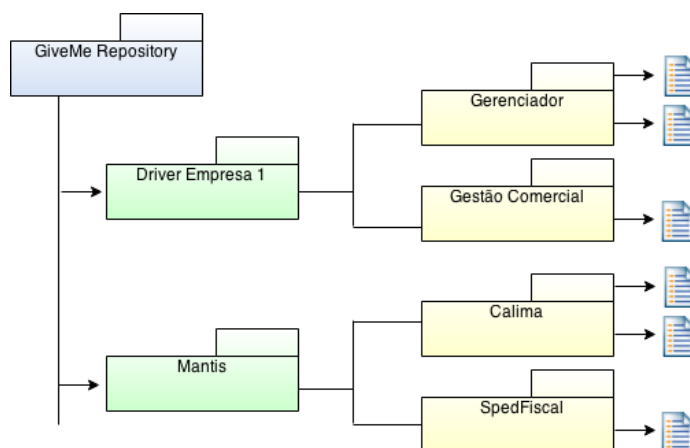 GiveMe Repository
Gerenciador
Driver Empresa 1
Gestão Comercial
Calima
Mantis
SpedFiscal